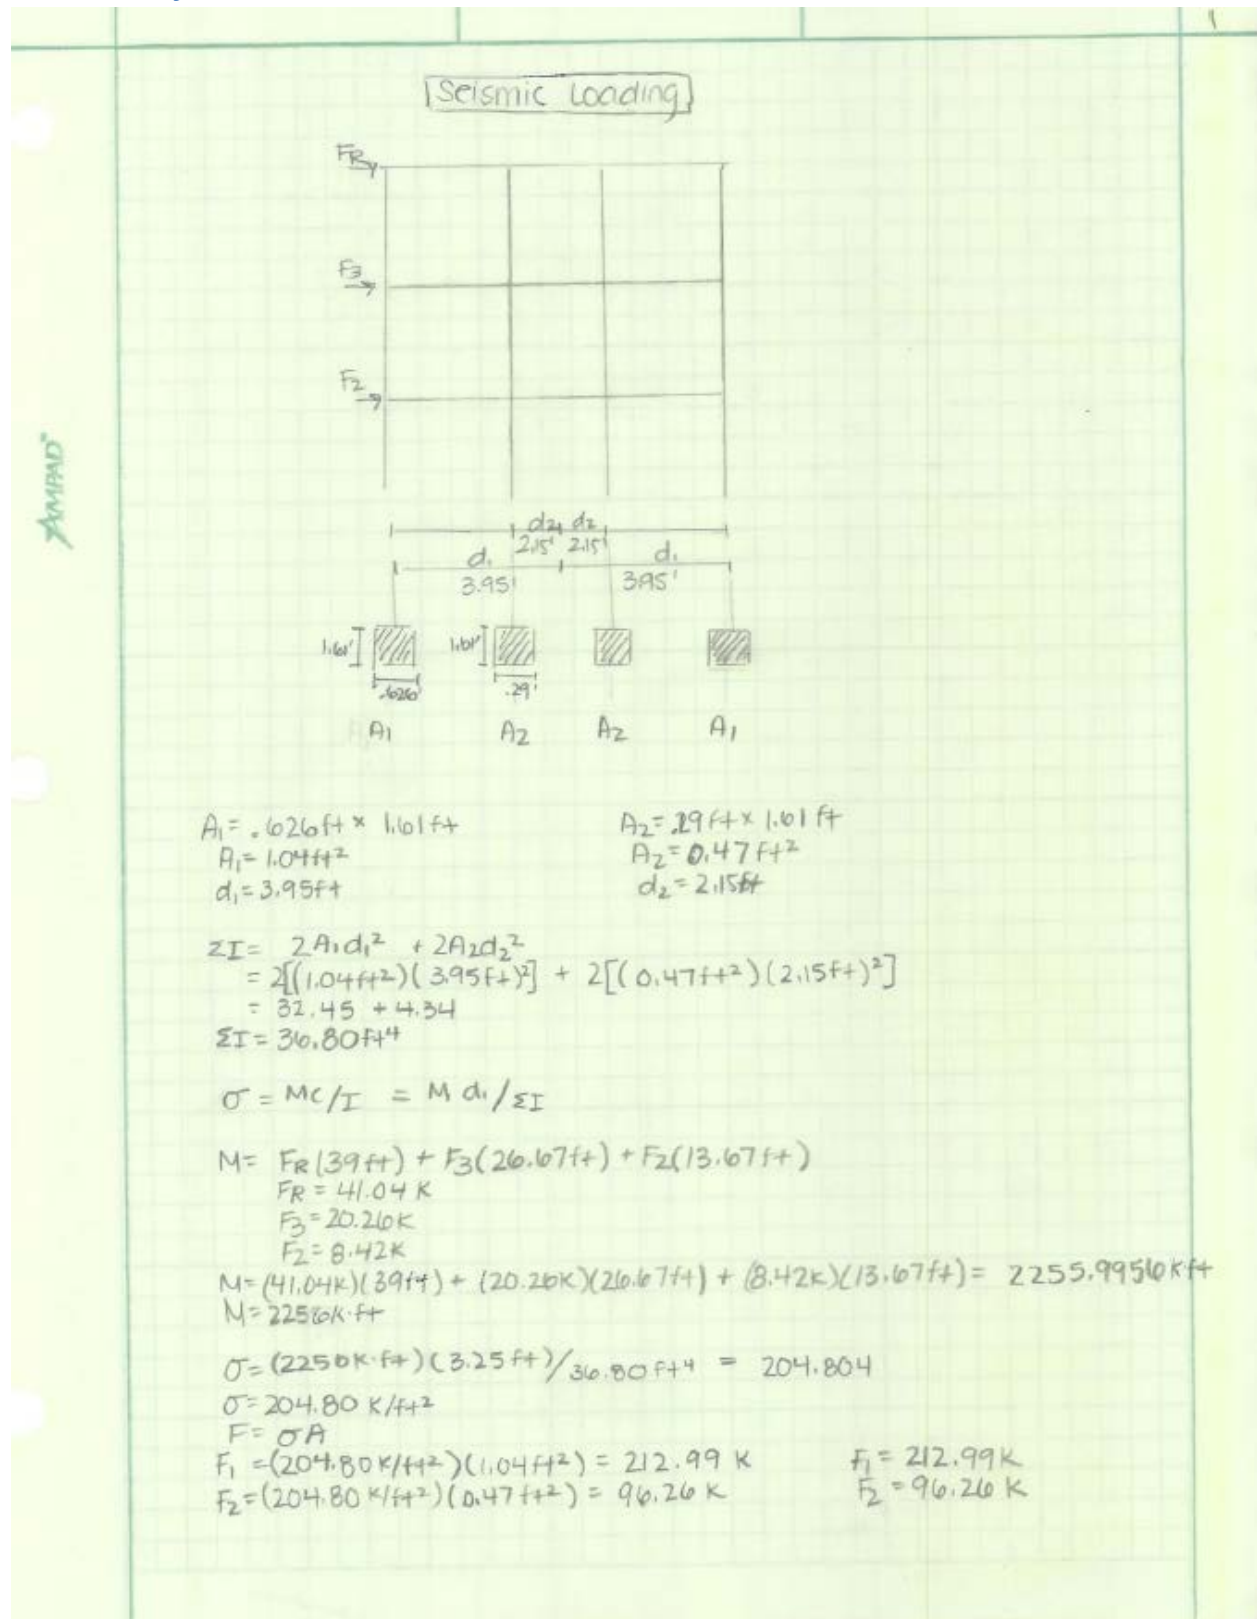 1
Seismic Loading
FR
F3
F2
d2 d2
2.15' 2.15'
d1 d1
3.95' 3.95'
1.61' 1.61'
.626' .29'
A1 A2 A2 A1
A1 = .626ft × 1.61ft
A1 = 1.04ft²
d1 = 3.95ft
A2 = .29ft × 1.61ft
A2 = 0.47ft²
d2 = 2.15ft
ΣI = 2A1d1² + 2A2d2²
= 2[(1.04ft²)(3.95ft)²] + 2[(0.47ft²)(2.15ft)²]
= 32.45 + 4.34
ΣI = 36.80ft⁴
σ = Mc/I = M d1/ΣI
M = FR(39ft) + F3(26.67ft) + F2(13.67ft)
FR = 41.04 K
F3 = 20.26K
F2 = 8.42K
M = (41.04K)(39ft) + (20.26K)(26.67ft) + (8.42K)(13.67ft) = 2255.9956 kft
M = 2256k·ft
σ = (2256K·ft)(3.25ft)/36.80ft⁴ = 204.804
σ = 204.80 K/ft²
F = σA
F1 = (204.80K/ft²)(1.04ft²) = 212.99 K F1 = 212.99K
F2 = (204.80 K/ft²)(0.47ft²) = 96.26 K F2 = 96.26 K
AMPAD